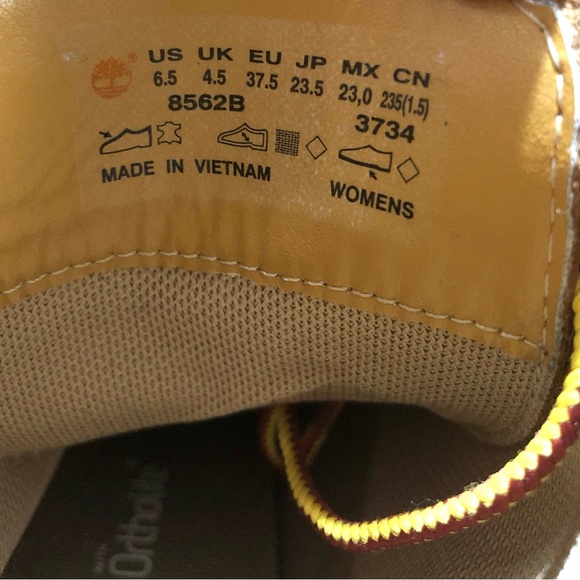 US UK EU JP MX CN
6.5 4.5 37.5 23.5 23,0 235(1.5)
8562B 3734
MADE IN VIETNAM WOMENS
with
Ortholite